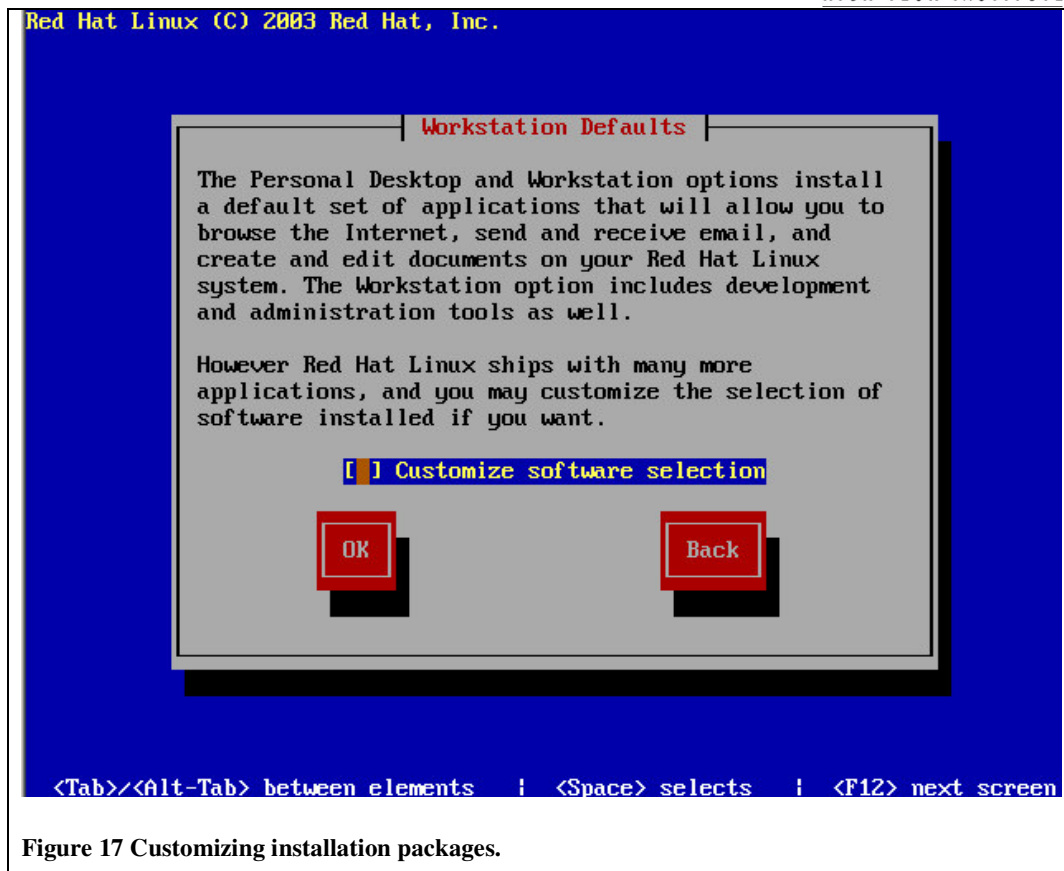 Red Hat Linux (C) 2003 Red Hat, Inc.
Workstation Defaults
The Personal Desktop and Workstation options install
a default set of applications that will allow you to
browse the Internet, send and receive email, and
create and edit documents on your Red Hat Linux
system. The Workstation option includes development
and administration tools as well.
However Red Hat Linux ships with many more
applications, and you may customize the selection of
software installed if you want.
[ ] Customize software selection
OK Back
<Tab>/<Alt-Tab> between elements | <Space> selects | <F12> next screen
Figure 17 Customizing installation packages.